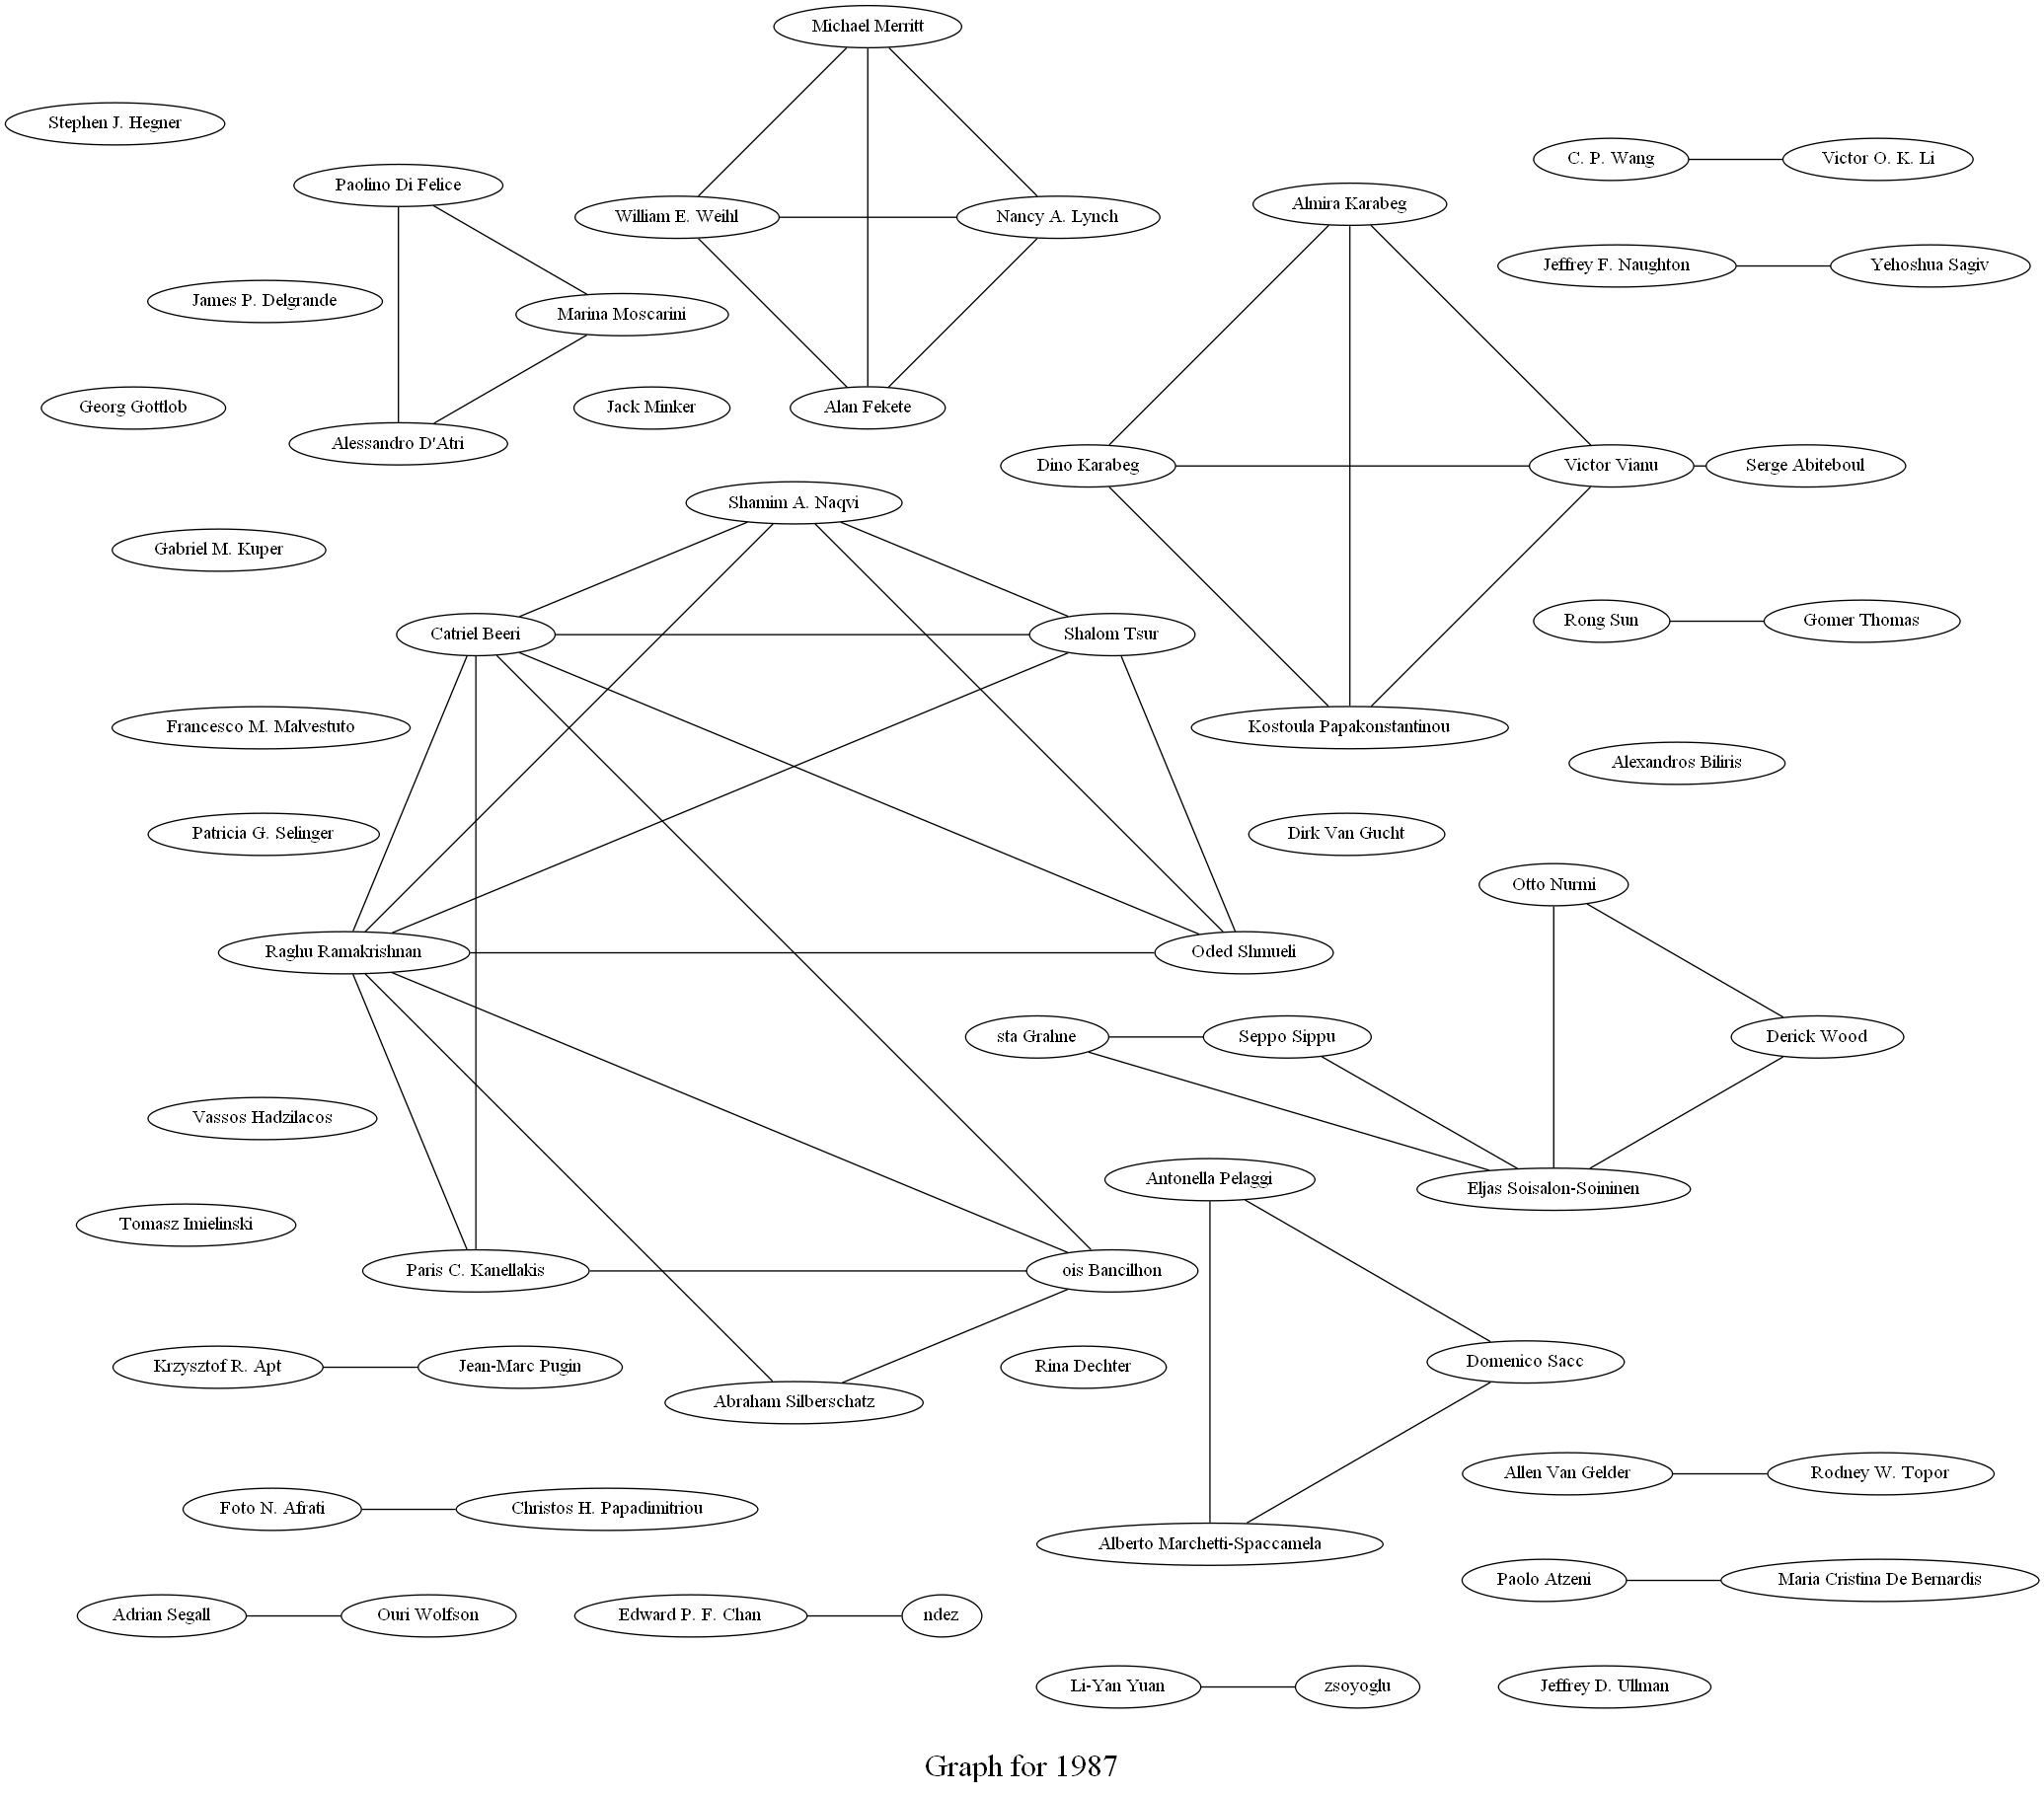 Michael Merritt
Stephen J. Hegner
C. P. Wang
Victor O. K. Li
Paolino Di Felice
William E. Weihl
Nancy A. Lynch
Almira Karabeg
Jeffrey F. Naughton
Yehoshua Sagiv
James P. Delgrande
Marina Moscarini
Georg Gottlob
Jack Minker
Alan Fekete
Alessandro D'Atri
Dino Karabeg
Victor Vianu
Serge Abiteboul
Shamim A. Naqvi
Gabriel M. Kuper
Catriel Beeri
Shalom Tsur
Rong Sun
Gomer Thomas
Francesco M. Malvestuto
Kostoula Papakonstantinou
Alexandros Biliris
Patricia G. Selinger
Dirk Van Gucht
Otto Nurmi
Raghu Ramakrishnan
Oded Shmueli
sta Grahne
Seppo Sippu
Derick Wood
Vassos Hadzilacos
Antonella Pelaggi
Eljas Soisalon-Soininen
Tomasz Imielinski
Paris C. Kanellakis
ois Bancilhon
Krzysztof R. Apt
Jean-Marc Pugin
Rina Dechter
Domenico Sacc
Abraham Silberschatz
Allen Van Gelder
Rodney W. Topor
Foto N. Afrati
Christos H. Papadimitriou
Alberto Marchetti-Spaccamela
Paolo Atzeni
Maria Cristina De Bernardis
Adrian Segall
Ouri Wolfson
Edward P. F. Chan
ndez
Li-Yan Yuan
zsoyoglu
Jeffrey D. Ullman
Graph for 1987